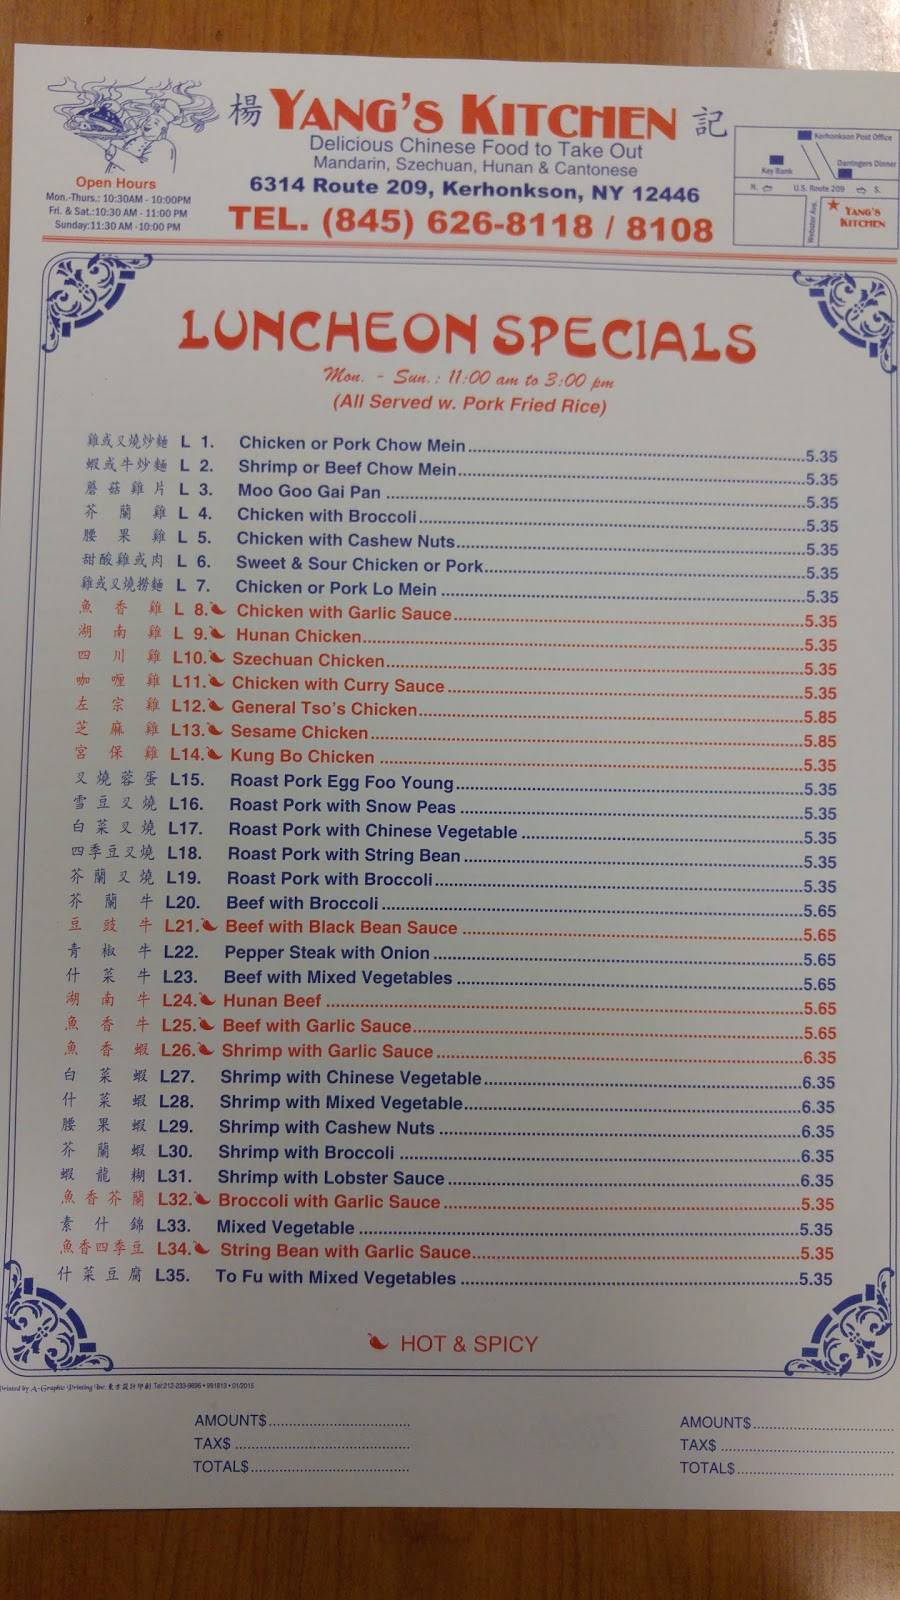 楊 YANG'S KITCHEN 記
Delicious Chinese Food to Take Out
Mandarin, Szechuan, Hunan & Cantonese
6314 Route 209, Kerhonkson, NY 12446
TEL. (845) 626-8118 / 8108
Open Hours
Mon.-Thurs.: 10:30AM - 10:00PM
Fri. & Sat.:10:30 AM - 11:00 PM
Sunday:11:30 AM -10:00 PM
Kerhonkson Post Office
Key Bank
Darringers Dinner
N. U.S. Route 209 S.
Webster Ave.
YANG'S KITCHEN
LUNCHEON SPECIALS
Mon. - Sun.: 11:00 am to 3:00 pm
(All Served w. Pork Fried Rice)
雞或叉燒炒麵 L 1. Chicken or Pork Chow Mein 5.35
蝦或牛炒麵 L 2. Shrimp or Beef Chow Mein 5.35
蘑菇雞片 L 3. Moo Goo Gai Pan 5.35
芥蘭雞 L 4. Chicken with Broccoli 5.35
腰果雞 L 5. Chicken with Cashew Nuts 5.35
甜酸雞或肉 L 6. Sweet & Sour Chicken or Pork 5.35
雞或叉燒撈麵 L 7. Chicken or Pork Lo Mein 5.35
魚香雞 L 8. Chicken with Garlic Sauce 5.35
湖南雞 L 9. Hunan Chicken 5.35
四川雞 L10. Szechuan Chicken 5.35
咖喱雞 L11. Chicken with Curry Sauce 5.35
左宗雞 L12. General Tso's Chicken 5.85
芝麻雞 L13. Sesame Chicken 5.85
宮保雞 L14. Kung Bo Chicken 5.35
叉燒蓉蛋 L15. Roast Pork Egg Foo Young 5.35
雪豆叉燒 L16. Roast Pork with Snow Peas 5.35
白菜叉燒 L17. Roast Pork with Chinese Vegetable 5.35
四季豆叉燒 L18. Roast Pork with String Bean 5.35
芥蘭叉燒 L19. Roast Pork with Broccoli 5.35
芥蘭牛 L20. Beef with Broccoli 5.65
豆豉牛 L21. Beef with Black Bean Sauce 5.65
青椒牛 L22. Pepper Steak with Onion 5.65
什菜牛 L23. Beef with Mixed Vegetables 5.65
湖南牛 L24. Hunan Beef 5.65
魚香牛 L25. Beef with Garlic Sauce 5.65
魚香蝦 L26. Shrimp with Garlic Sauce 6.35
白菜蝦 L27. Shrimp with Chinese Vegetable 6.35
什菜蝦 L28. Shrimp with Mixed Vegetable 6.35
腰果蝦 L29. Shrimp with Cashew Nuts 6.35
芥蘭蝦 L30. Shrimp with Broccoli 6.35
蝦龍糊 L31. Shrimp with Lobster Sauce 6.35
魚香芥蘭 L32. Broccoli with Garlic Sauce 5.35
素什錦 L33. Mixed Vegetable 5.35
魚香四季豆 L34. String Bean with Garlic Sauce 5.35
什菜豆腐 L35. To Fu with Mixed Vegetables 5.35
HOT & SPICY
Printed by A-Graphic Printing Inc. 東方設計印刷 Tel:212-233-9696 • 991813 • 01/2015
AMOUNT$ AMOUNT$
TAX$ TAX$
TOTAL$ TOTAL$